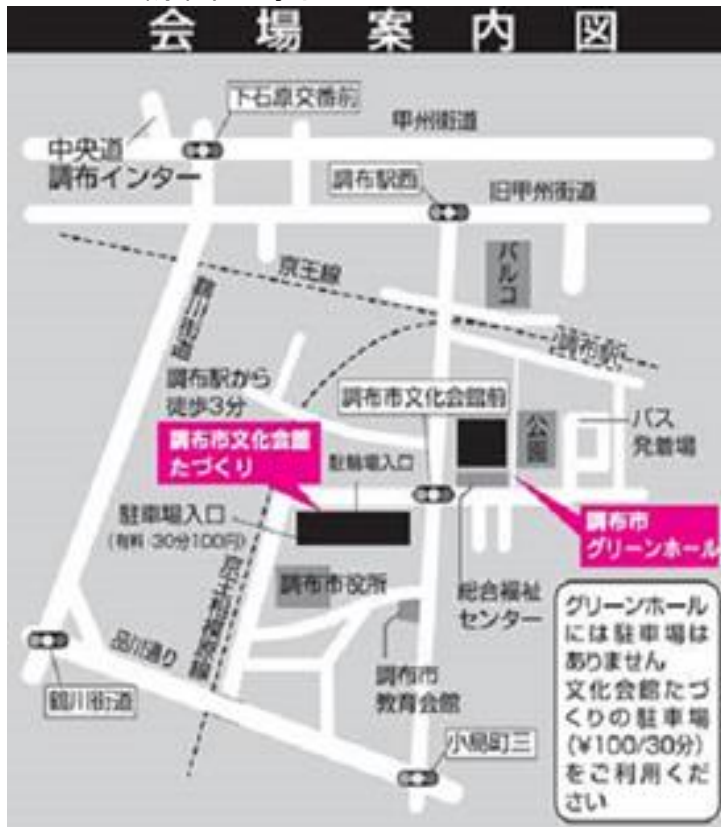 会場案内図
下石原交番前
甲州街道
中央道
調布インター
調布駅西
旧甲州街道
パルコ
京王線
鶴川街道
調布駅
調布駅から
徒歩3分
調布市文化会館前
公園
バス
発着場
調布市文化会館
たづくり
駐輪場入口
駐車場入口
(有料 30分100円)
調布市
グリーンホール
京王相模原線
調布市役所
総合福祉
センター
品川通り
調布市
教育会館
鶴川街道
小島町三
グリーンホール
には駐車場は
ありません
文化会館たづ
くりの駐車場
(¥100/30分)
をご利用くだ
さい